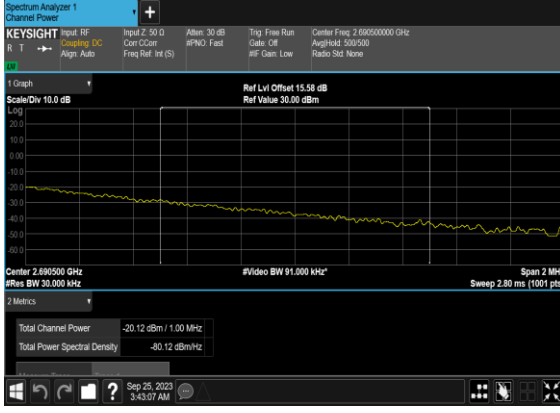 Spectrum Analyzer 1
Channel Power
+
KEYSIGHT
R T
LW
Input: RF
Coupling: DC
Align: Auto
Input Z: 50 Ω
Corr CCorr
Freq Ref: Int (S)
Atten: 30 dB
#PNO: Fast
Trig: Free Run
Gate: Off
#IF Gain: Low
Center Freq: 2.690500000 GHz
Avg|Hold: 500/500
Radio Std: None
1 Graph
Scale/Div 10.0 dB
Ref Lvl Offset 15.58 dB
Ref Value 30.00 dBm
Log
20.0
10.0
0.00
-10.0
-20.0
-30.0
-40.0
-50.0
-60.0
Center 2.690500 GHz
#Res BW 30.000 kHz
#Video BW 91.000 kHz*
Span 2 MH
Sweep 2.80 ms (1001 pts
2 Metrics
Total Channel Power -20.12 dBm / 1.00 MHz
Total Power Spectral Density -80.12 dBm/Hz
?
Sep 25, 2023
3:43:07 AM